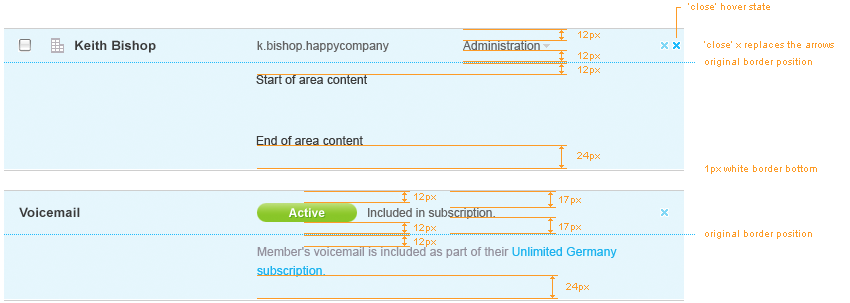 'close' hover state
12px
Keith Bishop k.bishop.happycompany Administration 'close' x replaces the arrows
12px
original border position
12px
Start of area content
End of area content
24px
1px white border bottom
12px 17px
Voicemail Active Included in subscription.
12px 17px
original border position
12px
Member's voicemail is included as part of their Unlimited Germany
subscription.
24px